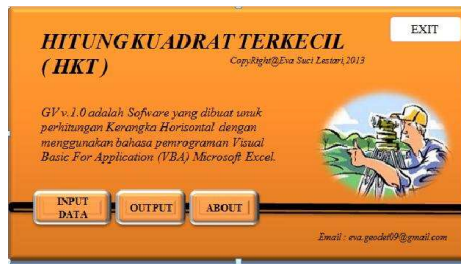 EXIT
HITUNG KUADRAT TERKECIL
( HKT )
CopyRight@Eva Suci Lestari,2013
GV v.1.0 adalah Sofware yang dibuat unuk
perhitungan Kerangka Horisontal dengan
menggunakan bahasa pemrograman Visual
Basic For Application (VBA) Microsoft Excel.
INPUT
DATA
OUTPUT
ABOUT
Email : eva.geodet09@gmail.com